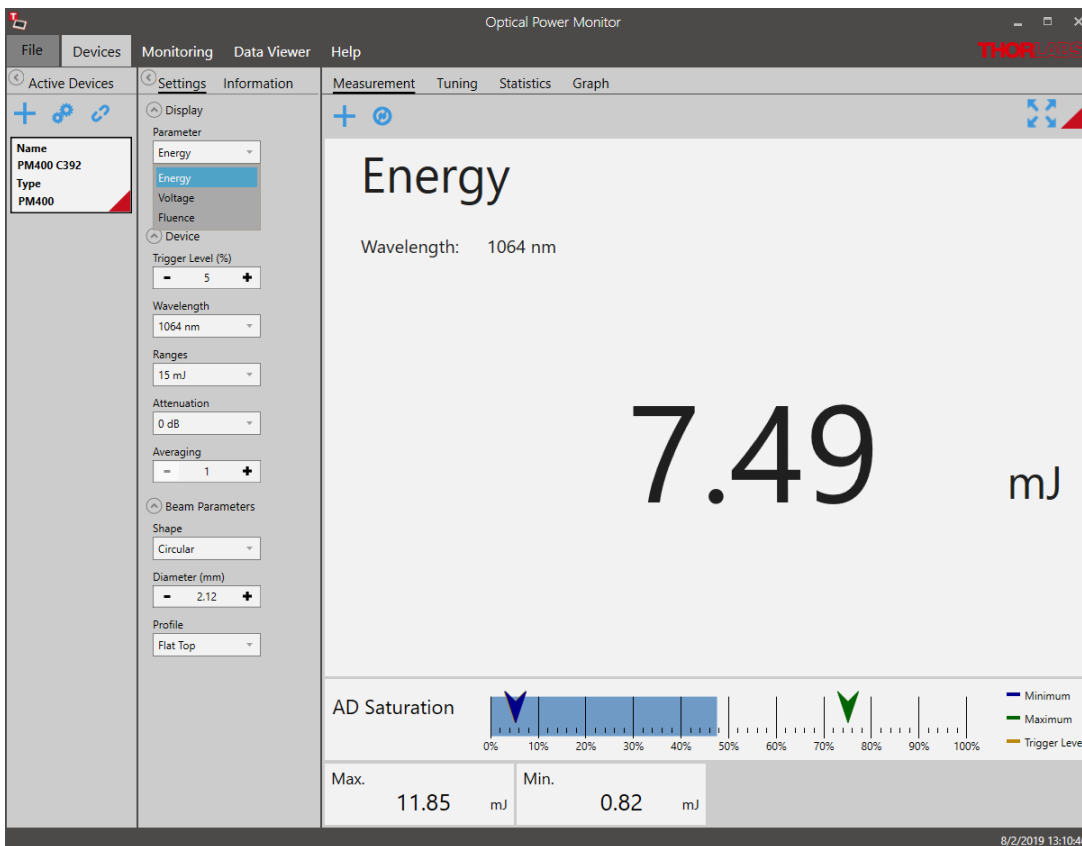 Optical Power Monitor
File Devices Monitoring Data Viewer Help
THORLABS
Active Devices
Name
PM400 C392
Type
PM400
Settings Information
Display
Parameter
Energy
Energy
Voltage
Fluence
Device
Trigger Level (%)
- 5 +
Wavelength
1064 nm
Ranges
15 mJ
Attenuation
0 dB
Averaging
- 1 +
Beam Parameters
Shape
Circular
Diameter (mm)
- 2.12 +
Profile
Flat Top
Measurement Tuning Statistics Graph
Energy
Wavelength: 1064 nm
7.49 mJ
AD Saturation
0% 10% 20% 30% 40% 50% 60% 70% 80% 90% 100%
Minimum
Maximum
Trigger Leve
Max.
11.85 mJ
Min.
0.82 mJ
8/2/2019 13:10:4